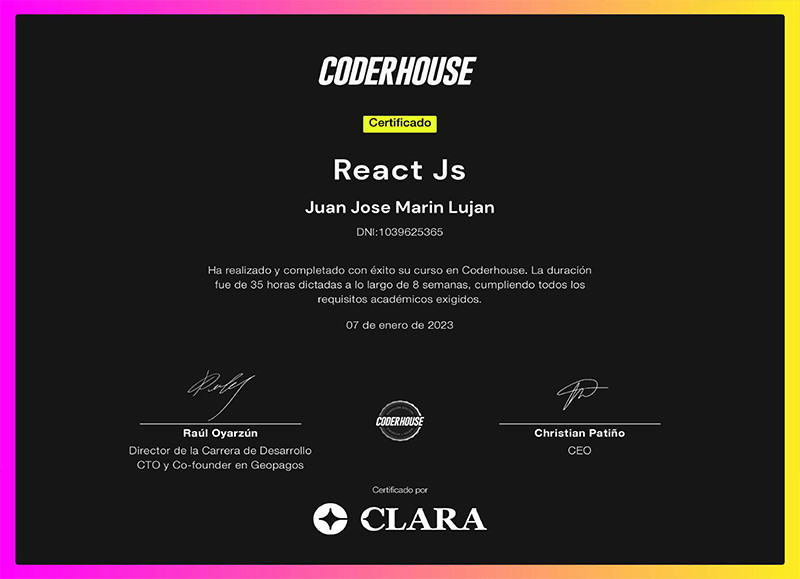 CODERHOUSE
Certificado
React Js
Juan Jose Marin Lujan
DNI:1039625365
Ha realizado y completado con éxito su curso en Coderhouse. La duración
fue de 35 horas dictadas a lo largo de 8 semanas, cumpliendo todos los
requisitos académicos exigidos.
07 de enero de 2023
Raúl Oyarzún
Director de la Carrera de Desarrollo
CTO y Co-founder en Geopagos
CODERHOUSE
Christian Patiño
CEO
Certificado por
CLARA